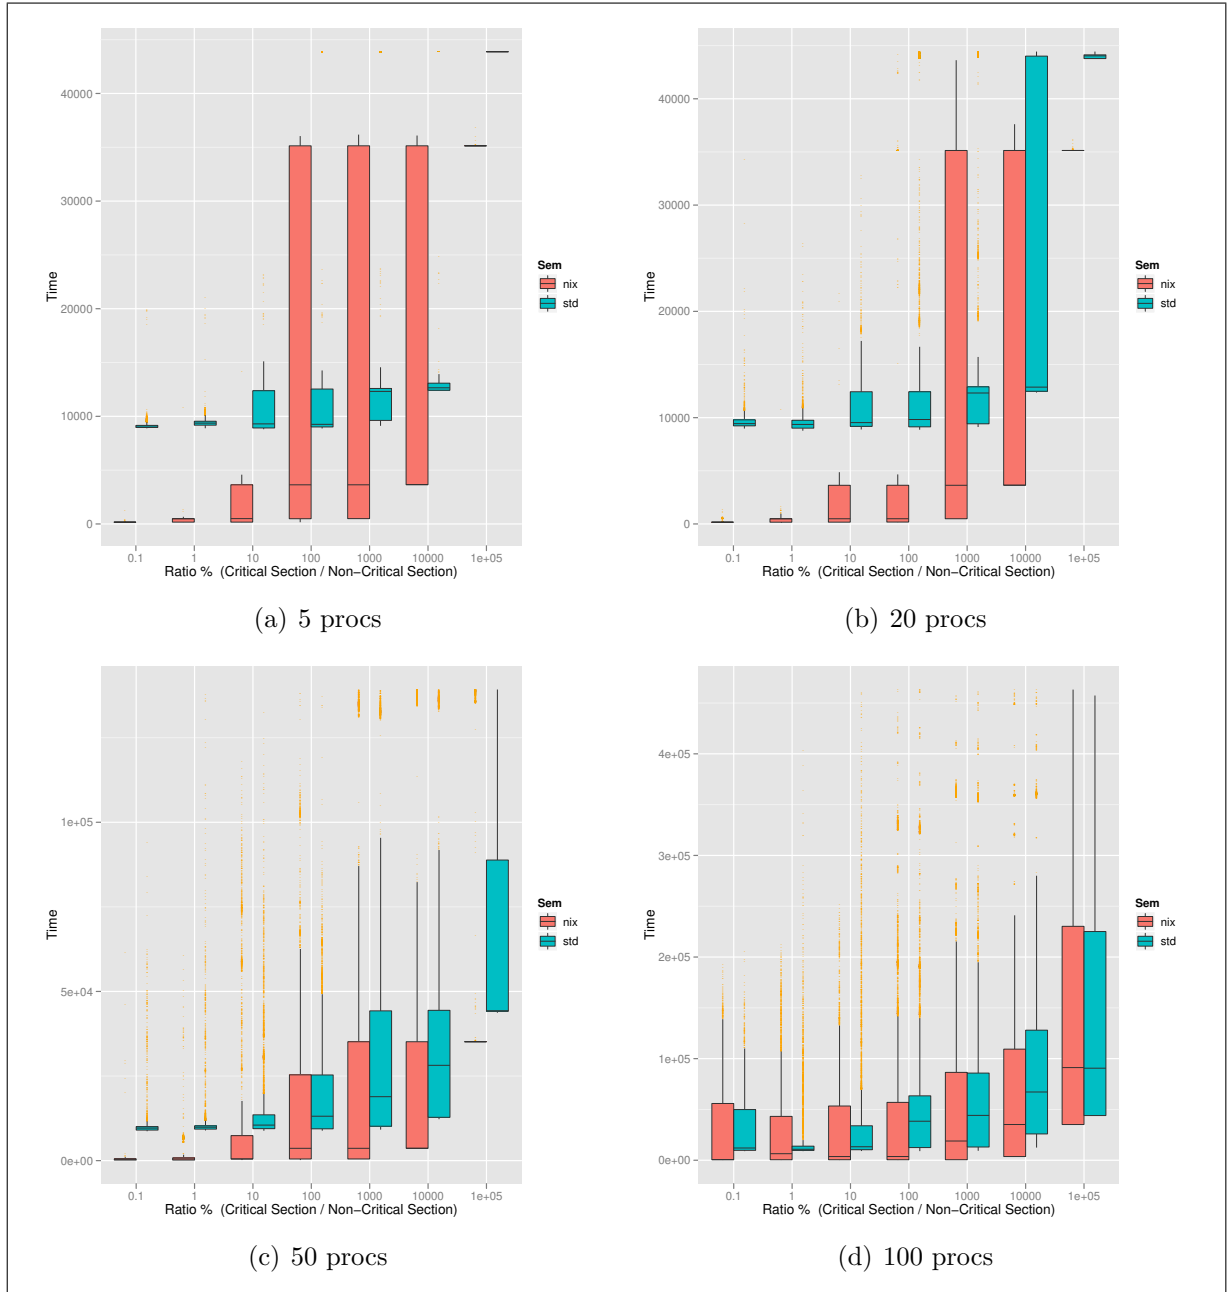 40000
30000
20000
10000
0
Time
0.1 1 10 100 1000 10000 1e+05
Ratio % (Critical Section / Non−Critical Section)
Sem
nix
std
(a) 5 procs
40000
30000
20000
10000
0
Time
0.1 1 10 100 1000 10000 1e+05
Ratio % (Critical Section / Non−Critical Section)
Sem
nix
std
(b) 20 procs
1e+05
5e+04
0e+00
Time
0.1 1 10 100 1000 10000 1e+05
Ratio % (Critical Section / Non−Critical Section)
Sem
nix
std
(c) 50 procs
4e+05
3e+05
2e+05
1e+05
0e+00
Time
0.1 1 10 100 1000 10000 1e+05
Ratio % (Critical Section / Non−Critical Section)
Sem
nix
std
(d) 100 procs